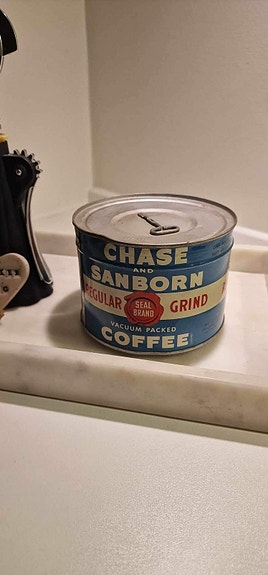 CHASE
AND
SANBORN
REGULAR SEAL BRAND GRIND
VACUUM PACKED
COFFEE